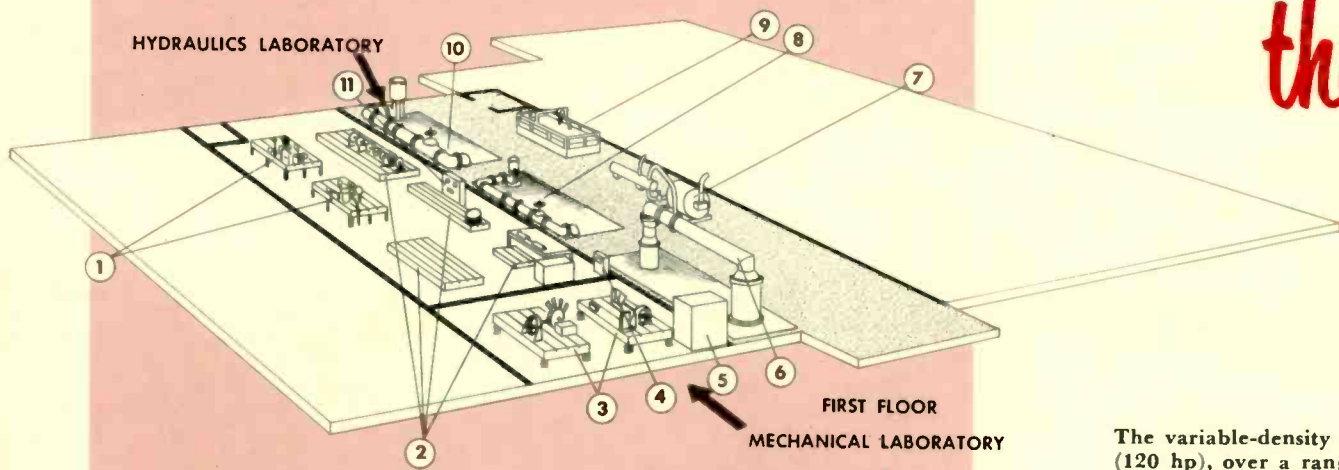 th
HYDRAULICS LABORATORY
10
9
8
7
11
1
2
3
4
5
6
FIRST FLOOR
MECHANICAL LABORATORY
The variable-density
(120 hp), over a ran